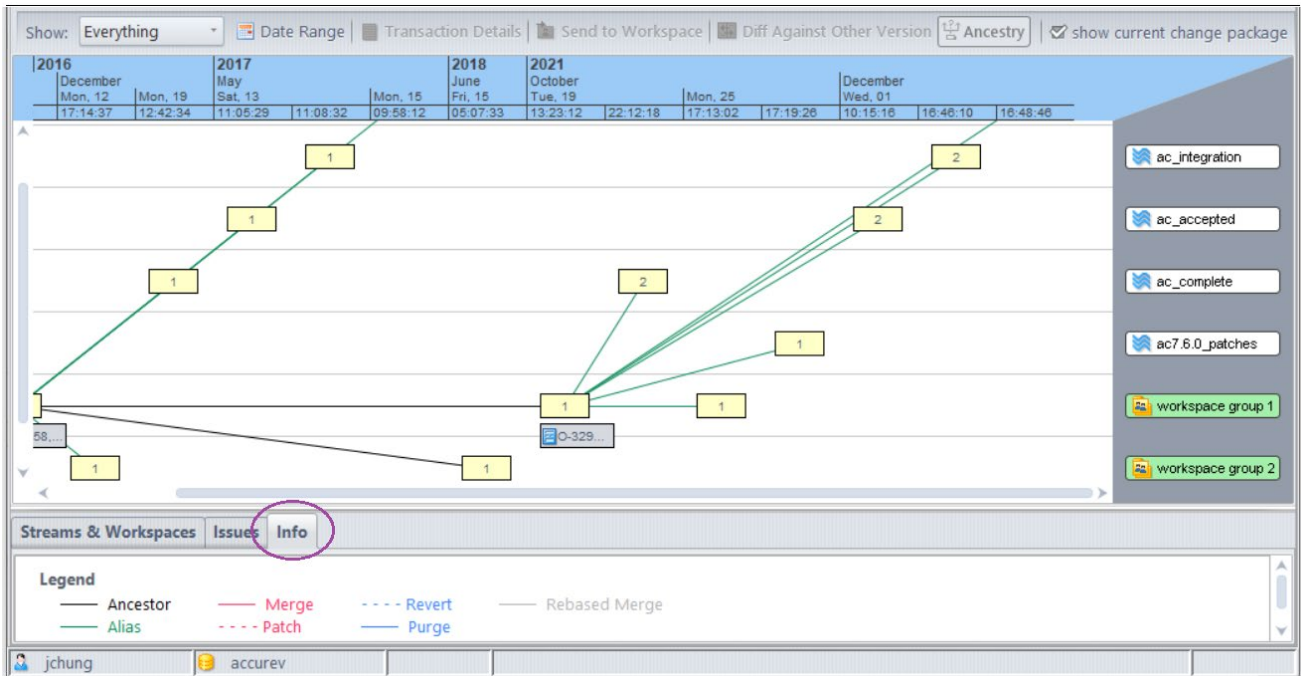 Show: Everything Date Range Transaction Details Send to Workspace Diff Against Other Version Ancestry show current change package
2016 2017 2018 2021
December May June October December
Mon, 12 Mon, 19 Sat, 13 Mon, 15 Fri, 15 Tue, 19 Mon, 25 Wed, 01
17:14:37 12:42:34 11:05:29 11:08:32 09:58:12 05:07:33 13:23:12 22:12:18 17:13:02 17:19:26 10:15:16 16:46:10 16:48:46
1 2 ac_integration
1 2 ac_accepted
1 2 ac_complete
1 ac7.6.0_patches
1 1 workspace group 1
58,... O-329...
1 1 workspace group 2
Streams & Workspaces Issues Info
Legend
Ancestor Merge Revert Rebased Merge
Alias Patch Purge
jchung accurev